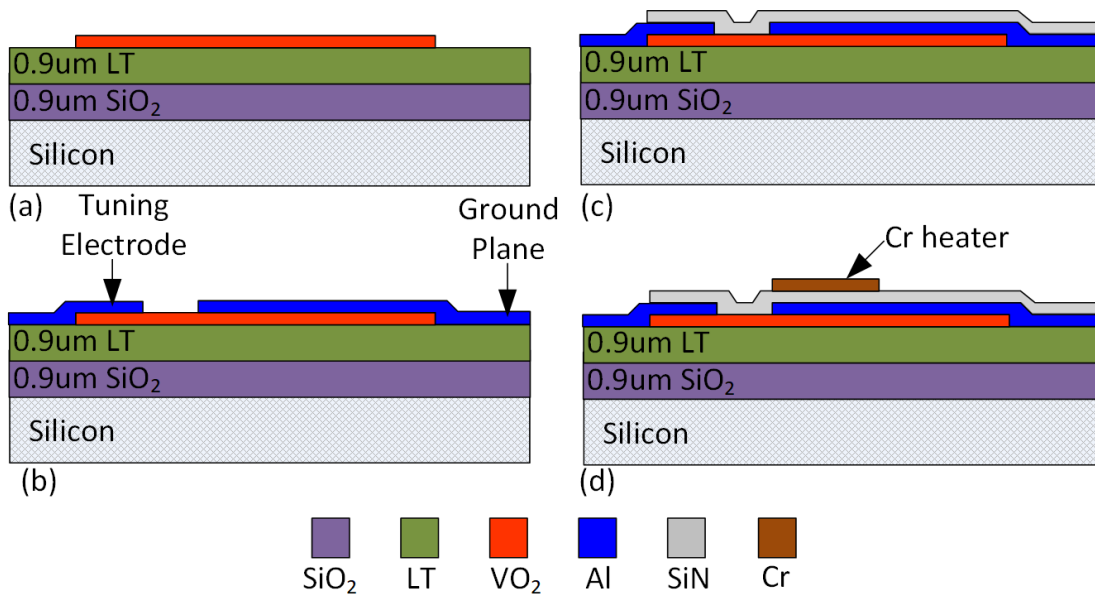 0.9um LT
0.9um SiO₂
Silicon
(a)
Tuning
Electrode
Ground
Plane
0.9um LT
0.9um SiO₂
Silicon
(b)
0.9um LT
0.9um SiO₂
Silicon
(c)
Cr heater
0.9um LT
0.9um SiO₂
Silicon
(d)
SiO₂ LT VO₂ Al SiN Cr